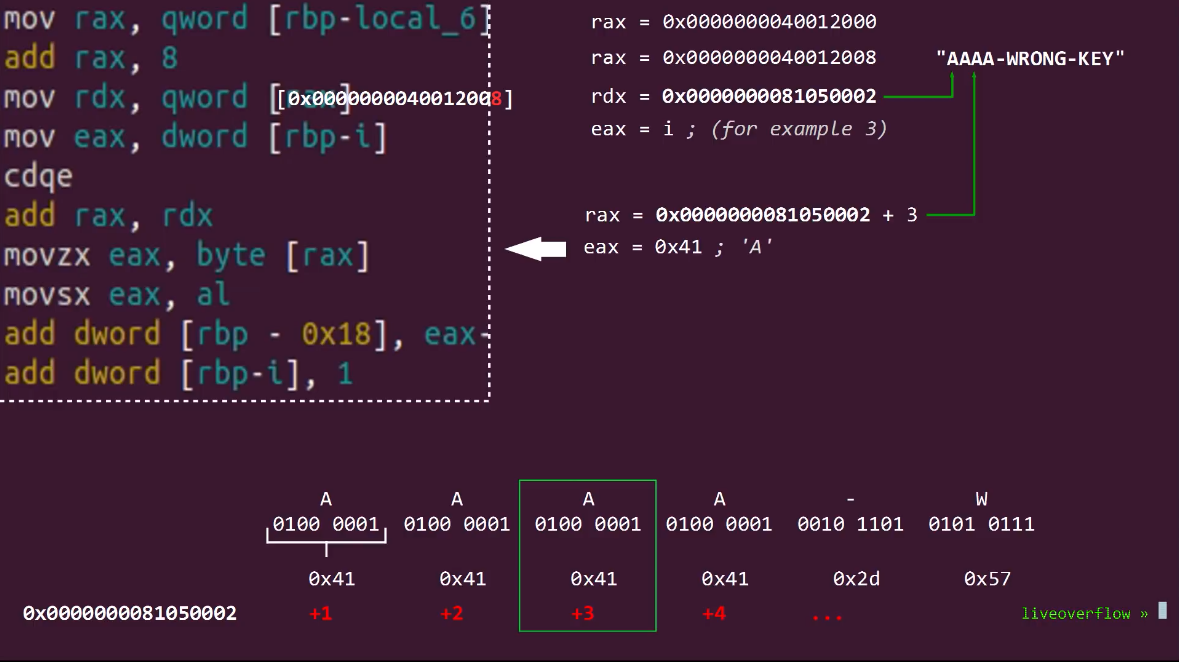 mov rax, qword [rbp-local_6]
add rax, 8
mov rdx, qword [rax]
[0x0000000040012008]
mov eax, dword [rbp-i]
cdqe
add rax, rdx
movzx eax, byte [rax]
movsx eax, al
add dword [rbp - 0x18], eax
add dword [rbp-i], 1
rax = 0x0000000040012000
rax = 0x0000000040012008
"AAAA-WRONG-KEY"
rdx = 0x0000000081050002
eax = i ; (for example 3)
rax = 0x0000000081050002 + 3
eax = 0x41 ; 'A'
A A A A - W
0100 0001 0100 0001 0100 0001 0100 0001 0010 1101 0101 0111
0x41 0x41 0x41 0x41 0x2d 0x57
0x0000000081050002 +1 +2 +3 +4 ...
liveoverflow »